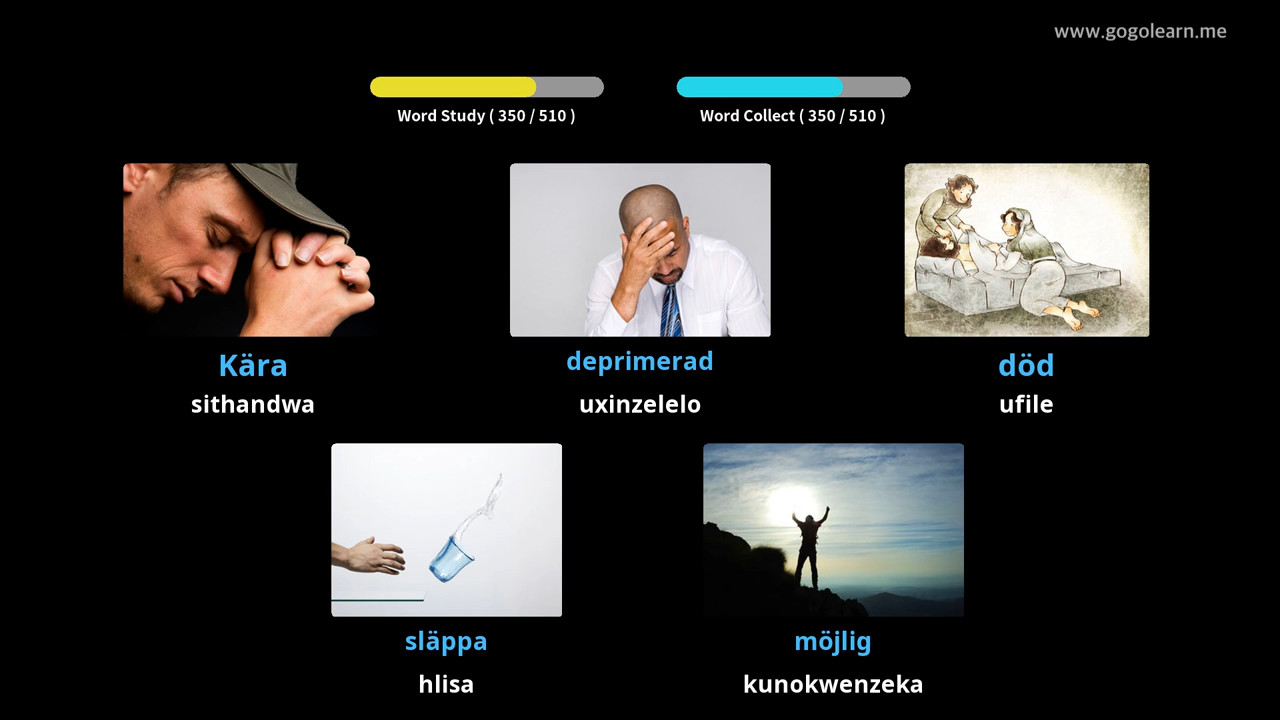 www.gogolearn.me
Word Study ( 350 / 510 )
Word Collect ( 350 / 510 )
Kära
sithandwa
deprimerad
uxinzelelo
död
ufile
släppa
hlisa
möjlig
kunokwenzeka